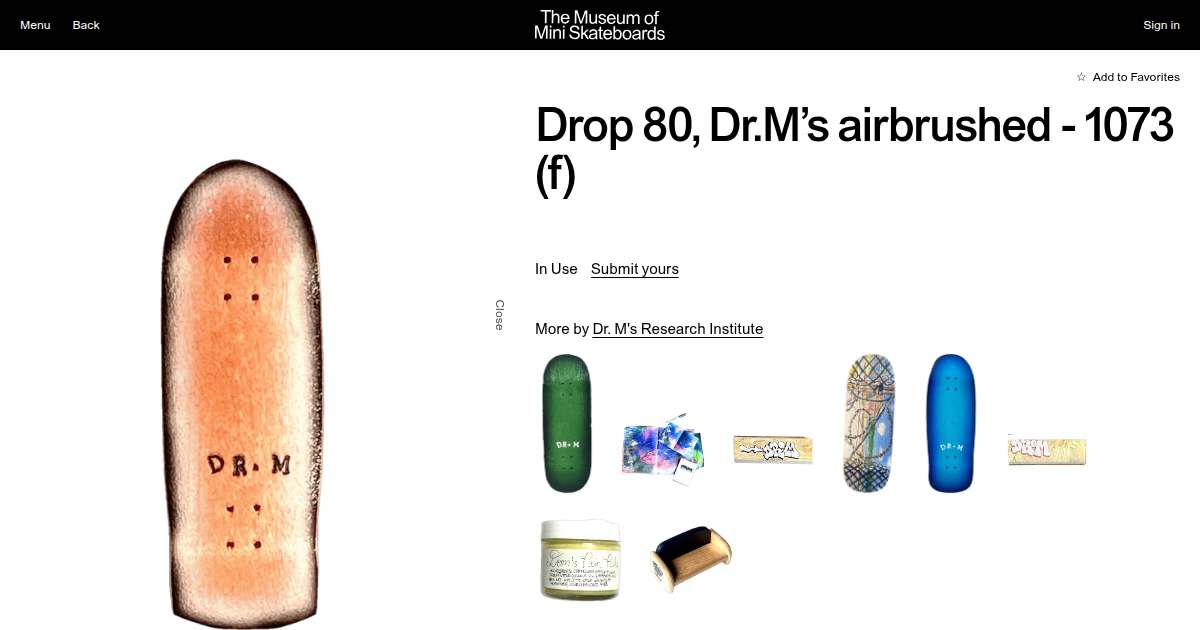 Menu
Back
The Museum of
Mini Skateboards
Sign in
☆ Add to Favorites
Drop 80, Dr.M’s airbrushed - 1073
(f)
In Use
Submit yours
Close
More by Dr. M's Research Institute
DR. M
DR. M
DR. M